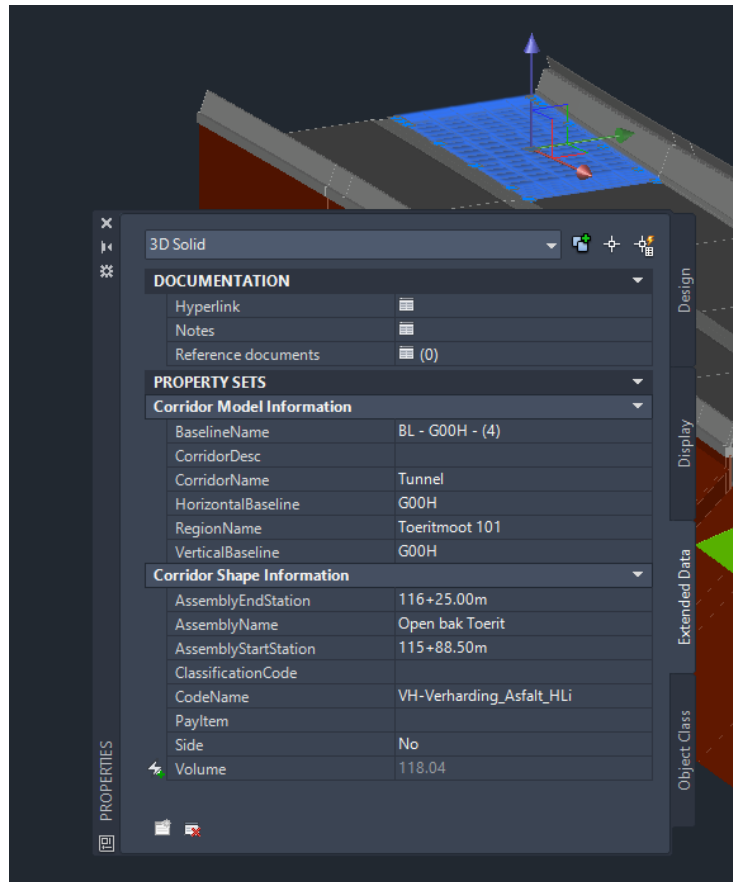 3D Solid
DOCUMENTATION
Hyperlink
Notes
Reference documents (0)
PROPERTY SETS
Corridor Model Information
BaselineName BL - G00H - (4)
CorridorDesc
CorridorName Tunnel
HorizontalBaseline G00H
RegionName Toeritmoot 101
VerticalBaseline G00H
Corridor Shape Information
AssemblyEndStation 116+25.00m
AssemblyName Open bak Toerit
AssemblyStartStation 115+88.50m
ClassificationCode
CodeName VH-Verharding_Asfalt_HLi
PayItem
Side No
Volume 118.04
Design
Display
Extended Data
Object Class
PROPERTIES